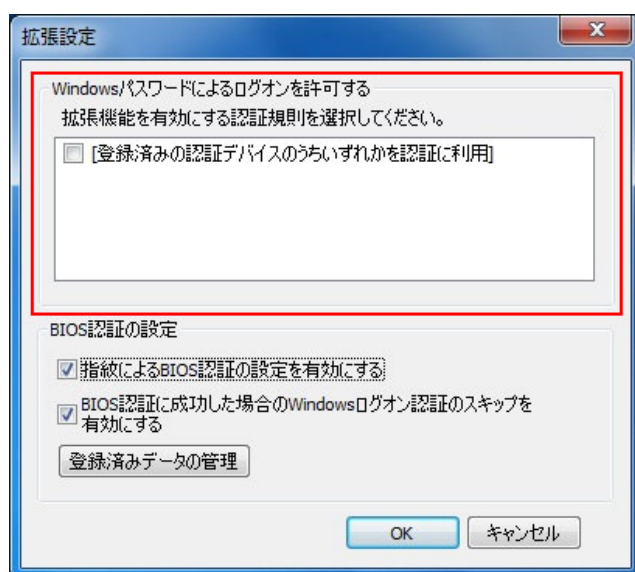 拡張設定
Windowsパスワードによるログオンを許可する
拡張機能を有効にする認証規則を選択してください。
[登録済みの認証デバイスのうちいずれかを認証に利用]
BIOS認証の設定
指紋によるBIOS認証の設定を有効にする
BIOS認証に成功した場合のWindowsログオン認証のスキップを
有効にする
登録済みデータの管理
OK
キャンセル